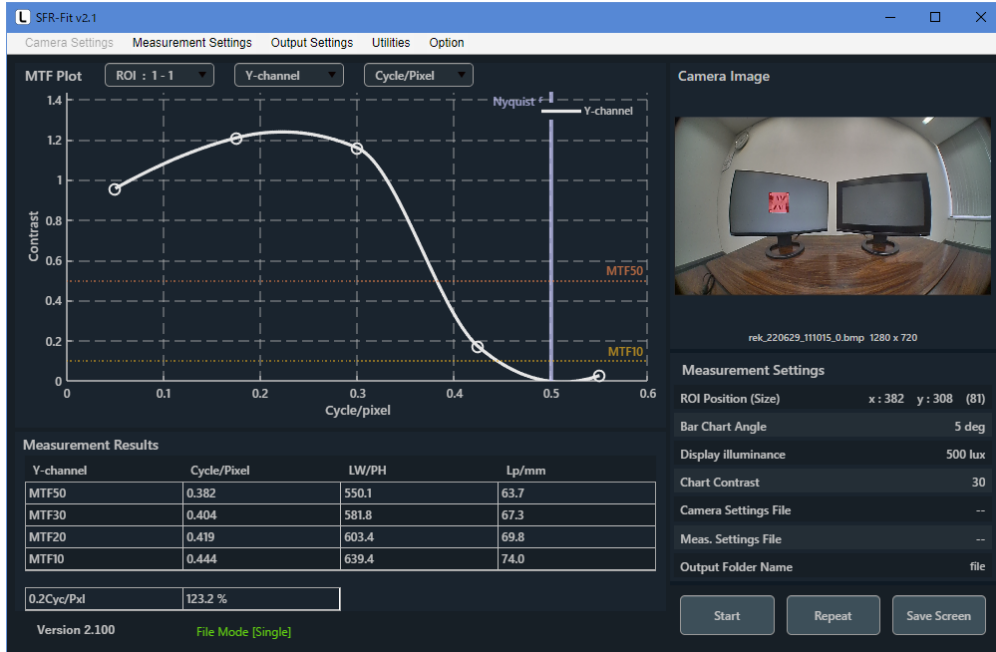 L SFR-Fit v2.1
Camera Settings Measurement Settings Output Settings Utilities Option
MTF Plot ROI : 1 - 1 Y-channel Cycle/Pixel
Camera Image
1.4
1.2
1
0.8
0.6
0.4
0.2
0
Contrast
Nyquist f
Y-channel
MTF50
MTF10
0 0.1 0.2 0.3 0.4 0.5 0.6
Cycle/pixel
rek_220629_111015_0.bmp 1280 x 720
Measurement Settings
ROI Position (Size) x : 382 y : 308 (81)
Bar Chart Angle 5 deg
Display illuminance 500 lux
Chart Contrast 30
Camera Settings File --
Meas. Settings File --
Output Folder Name file
Start Repeat Save Screen
Measurement Results
Y-channel Cycle/Pixel LW/PH Lp/mm
MTF50 0.382 550.1 63.7
MTF30 0.404 581.8 67.3
MTF20 0.419 603.4 69.8
MTF10 0.444 639.4 74.0
0.2Cyc/Pxl 123.2 %
Version 2.100 File Mode [Single]